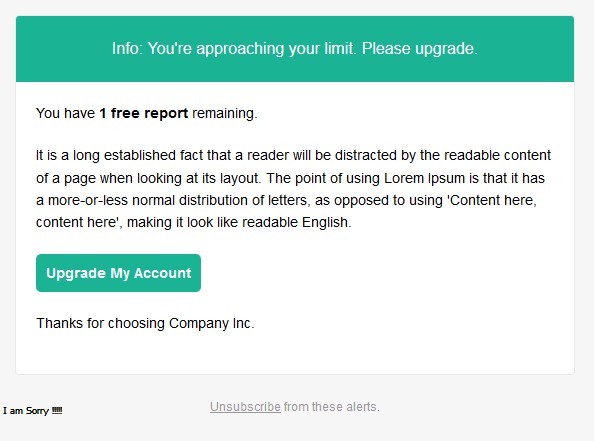 Info: You're approaching your limit. Please upgrade.
You have 1 free report remaining.
It is a long established fact that a reader will be distracted by the readable content
of a page when looking at its layout. The point of using Lorem Ipsum is that it has
a more-or-less normal distribution of letters, as opposed to using 'Content here,
content here', making it look like readable English.
Upgrade My Account
Thanks for choosing Company Inc.
Unsubscribe from these alerts.
I am Sorry !!!!!